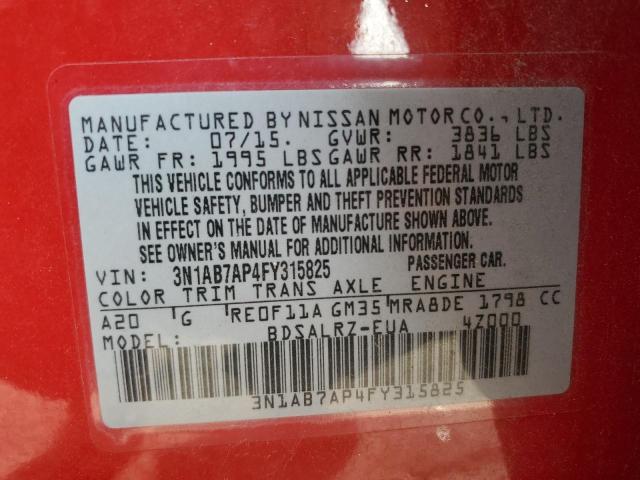 MANUFACTURED BY NISSAN MOTOR CO., LTD.
DATE: 07/15. GVWR: 3836 LBS
GAWR FR: 1995 LBS GAWR RR: 1841 LBS
THIS VEHICLE CONFORMS TO ALL APPLICABLE FEDERAL MOTOR
VEHICLE SAFETY, BUMPER AND THEFT PREVENTION STANDARDS
IN EFFECT ON THE DATE OF MANUFACTURE SHOWN ABOVE.
SEE OWNER'S MANUAL FOR ADDITIONAL INFORMATION.
VIN: 3N1AB7AP4FY315825 PASSENGER CAR.
COLOR TRIM TRANS AXLE ENGINE
A20 G RE0F11A GM35 MRA8DE 1798 CC
BDSALRZ-EUA 4Z000
3N1AB7AP4FY315825